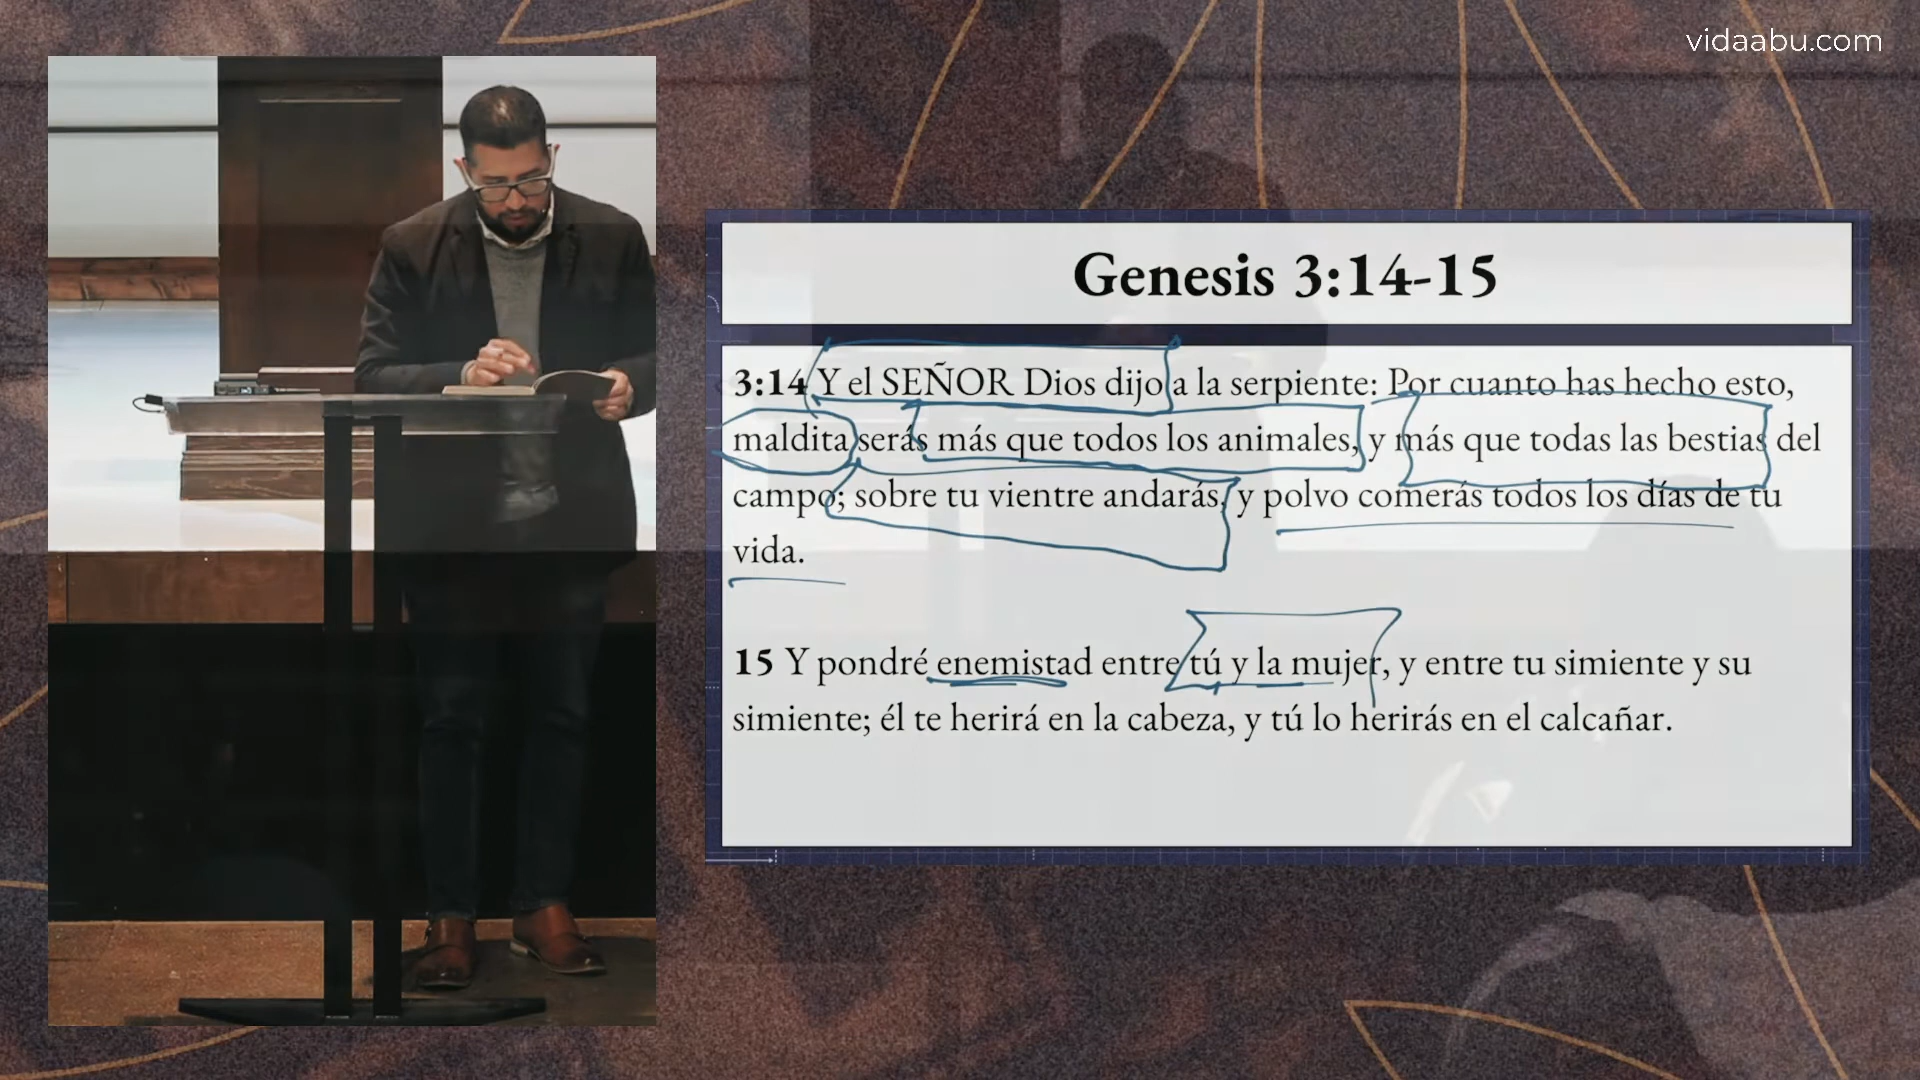 vidaabu.com
Genesis 3:14-15
3:14 Y el SEÑOR Dios dijo a la serpiente: Por cuanto has hecho esto,
maldita serás más que todos los animales, y más que todas las bestias del
campo; sobre tu vientre andarás, y polvo comerás todos los días de tu
vida.
15 Y pondré enemistad entre tú y la mujer, y entre tu simiente y su
simiente; él te herirá en la cabeza, y tú lo herirás en el calcañar.